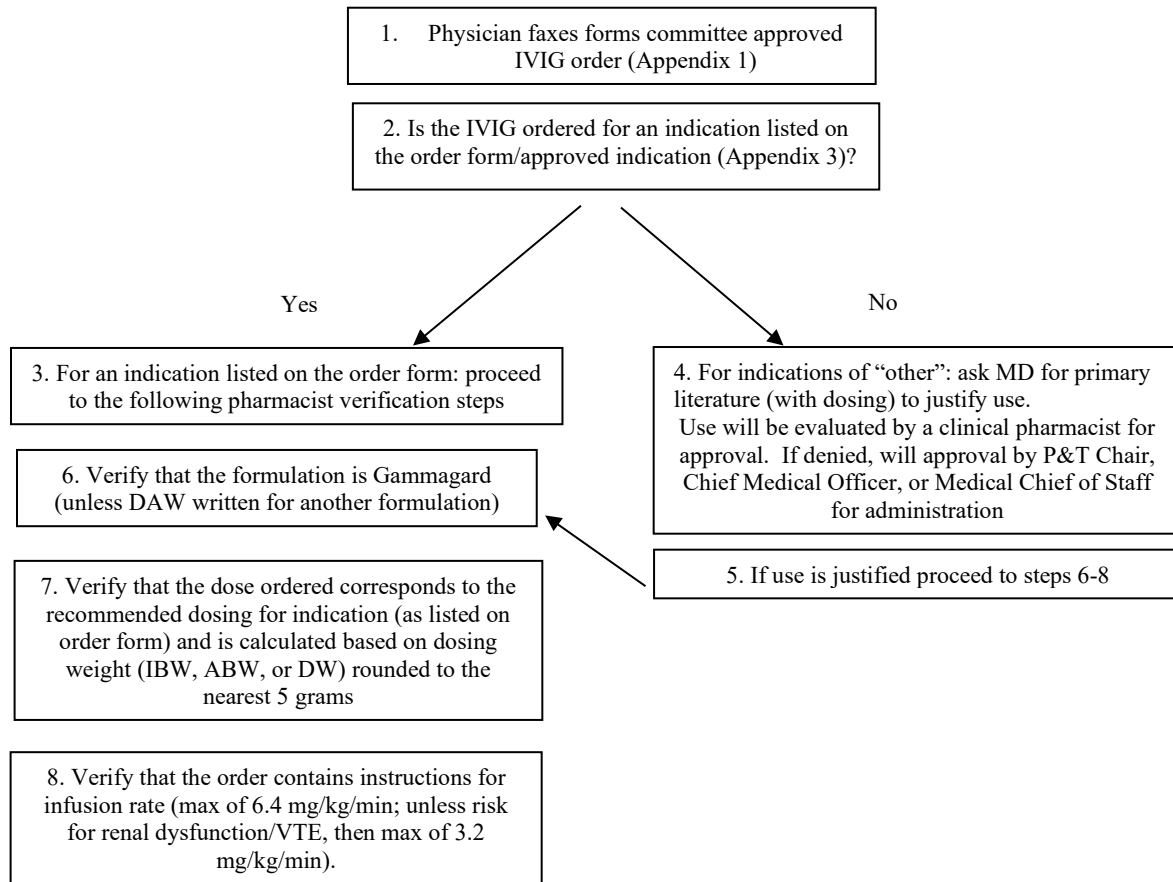 1. Physician faxes forms committee approved
IVIG order (Appendix 1)
2. Is the IVIG ordered for an indication listed on
the order form/approved indication (Appendix 3)?
Yes
No
3. For an indication listed on the order form: proceed
to the following pharmacist verification steps
4. For indications of “other”: ask MD for primary
literature (with dosing) to justify use.
Use will be evaluated by a clinical pharmacist for
approval. If denied, will approval by P&T Chair,
Chief Medical Officer, or Medical Chief of Staff
for administration
5. If use is justified proceed to steps 6-8
6. Verify that the formulation is Gammagard
(unless DAW written for another formulation)
7. Verify that the dose ordered corresponds to the
recommended dosing for indication (as listed on
order form) and is calculated based on dosing
weight (IBW, ABW, or DW) rounded to the
nearest 5 grams
8. Verify that the order contains instructions for
infusion rate (max of 6.4 mg/kg/min; unless risk
for renal dysfunction/VTE, then max of 3.2
mg/kg/min).